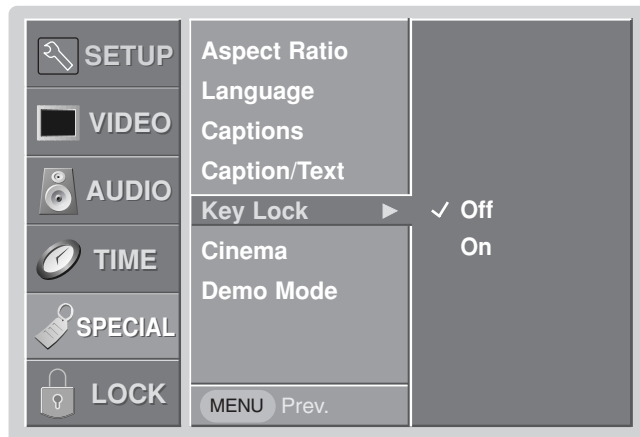 SETUP
VIDEO
AUDIO
TIME
SPECIAL
LOCK
Aspect Ratio
Language
Captions
Caption/Text
Key Lock ►
Cinema
Demo Mode
MENU Prev.
✓ Off
On